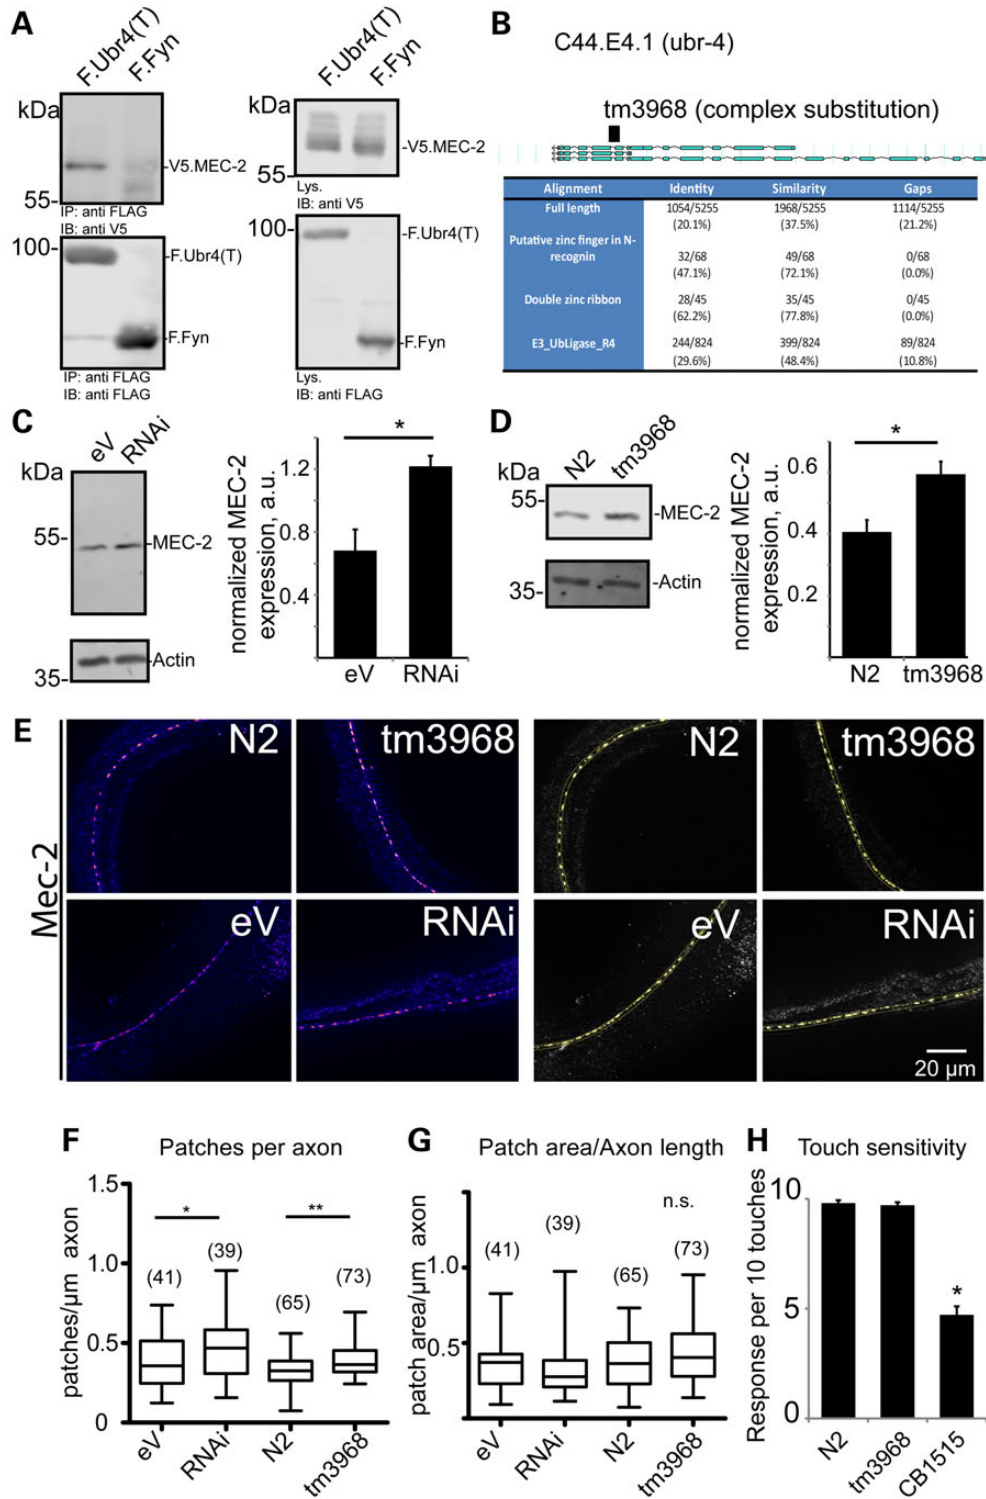 A
F.Ubr4(T)
F.Fyn
kDa
-V5.MEC-2
55-
IP: anti FLAG
IB: anti V5
100-
-F.Ubr4(T)
-F.Fyn
IP: anti FLAG
IB: anti FLAG
F.Ubr4(T)
F.Fyn
kDa
-V5.MEC-2
55-
Lys.
IB: anti V5
100-
-F.Ubr4(T)
-F.Fyn
Lys.
IB: anti FLAG
B
C44.E4.1 (ubr-4)
tm3968 (complex substitution)
Alignment Identity Similarity Gaps
Full length 1054/5255 1968/5255 1114/5255
(20.1%) (37.5%) (21.2%)
Putative zinc finger in N-
recognin 32/68 49/68 0/68
(47.1%) (72.1%) (0.0%)
Double zinc ribbon 28/45 35/45 0/45
(62.2%) (77.8%) (0.0%)
E3_UbLigase_R4 244/824 399/824 89/824
(29.6%) (48.4%) (10.8%)
C
eV
RNAi
kDa
55-
-MEC-2
-Actin
35-
normalized MEC-2
expression, a.u.
1.2
0.8
0.4
*
eV RNAi
D
N2
tm3968
kDa
55-
-MEC-2
-Actin
35-
normalized MEC-2
expression, a.u.
0.6
0.4
0.2
*
N2 tm3968
E
Mec-2
N2
tm3968
N2
tm3968
eV
RNAi
eV
RNAi
20 µm
F
Patches per axon
patches/µm axon
1.5
1.0
0.5
0
*
**
(41)
(39)
(65)
(73)
eV
RNAi
N2
tm3968
G
Patch area/Axon length
patch area/µm axon
1.0
0.5
n.s.
(41)
(39)
(65)
(73)
eV
RNAi
N2
tm3968
H
Touch sensitivity
Response per 10 touches
10
5
0
*
N2
tm3968
CB1515